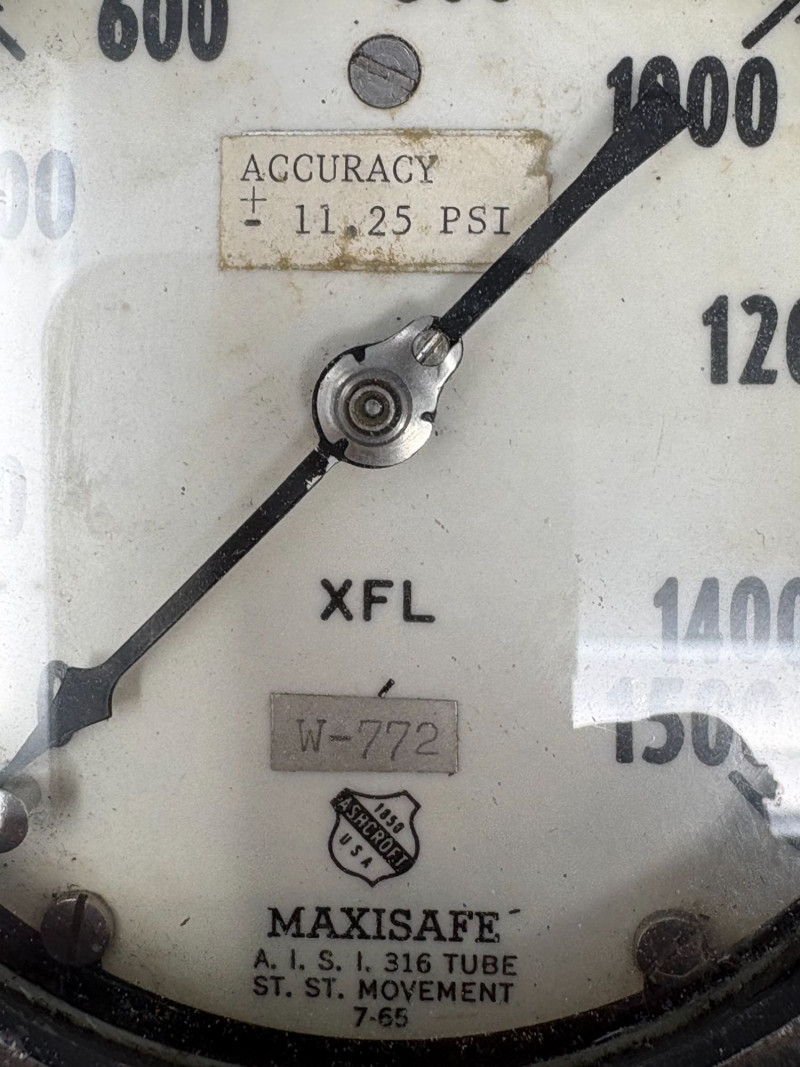 600
1000
ACCURACY
± 11.25 PSI
XFL
1400
1500
W-772
1850
ASHCROFT
USA
MAXISAFE
A. I. S. I. 316 TUBE
ST. ST. MOVEMENT
7-65